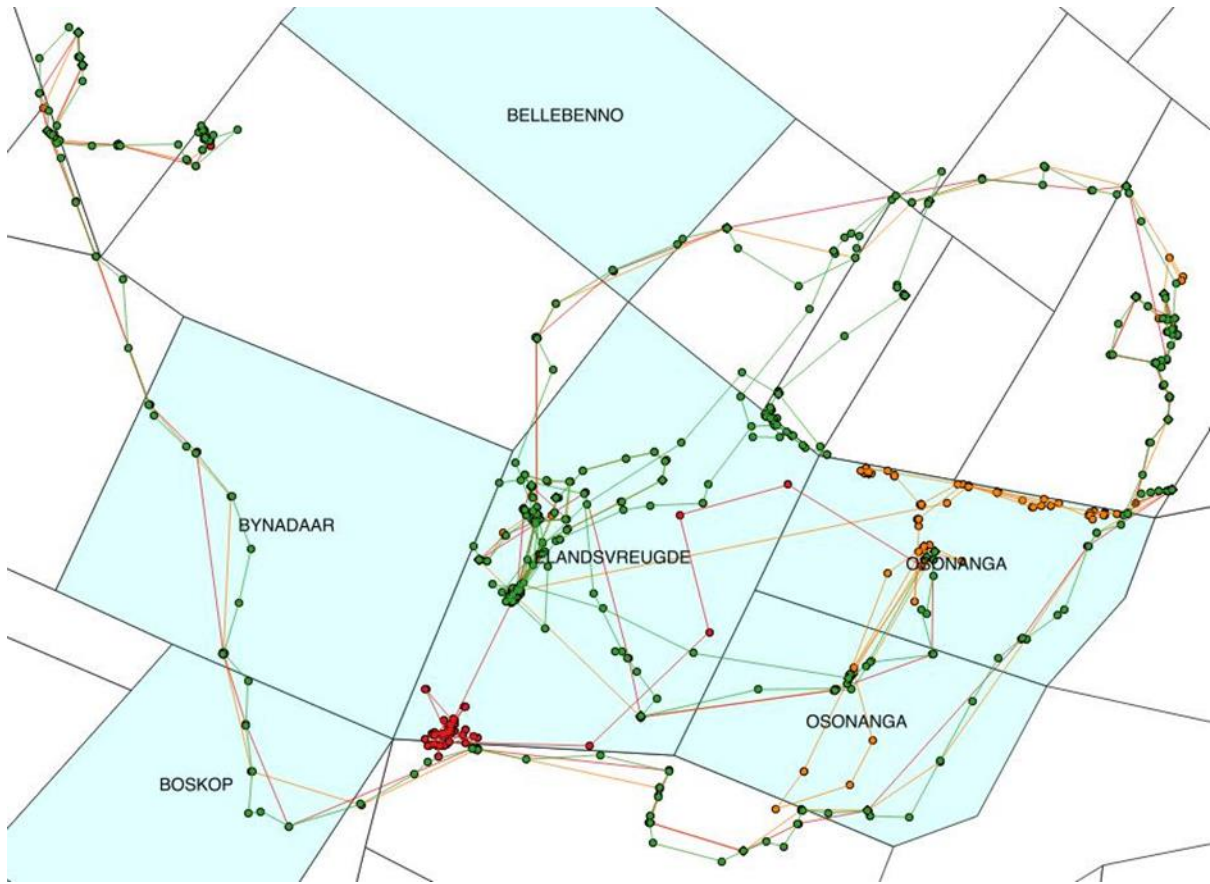 BELLEBENNO
BYNADAAR
ELANDSVREUGDE
OSONANGA
OSONANGA
BOSKOP